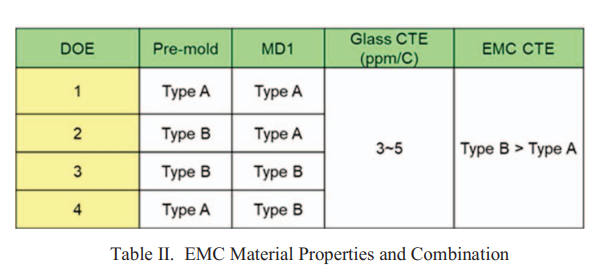 DOE Pre-mold MD1 Glass CTE (ppm/C) EMC CTE
1 Type A Type A
2 Type B Type A
3~5 Type B > Type A
3 Type B Type B
4 Type A Type B
Table II. EMC Material Properties and Combination